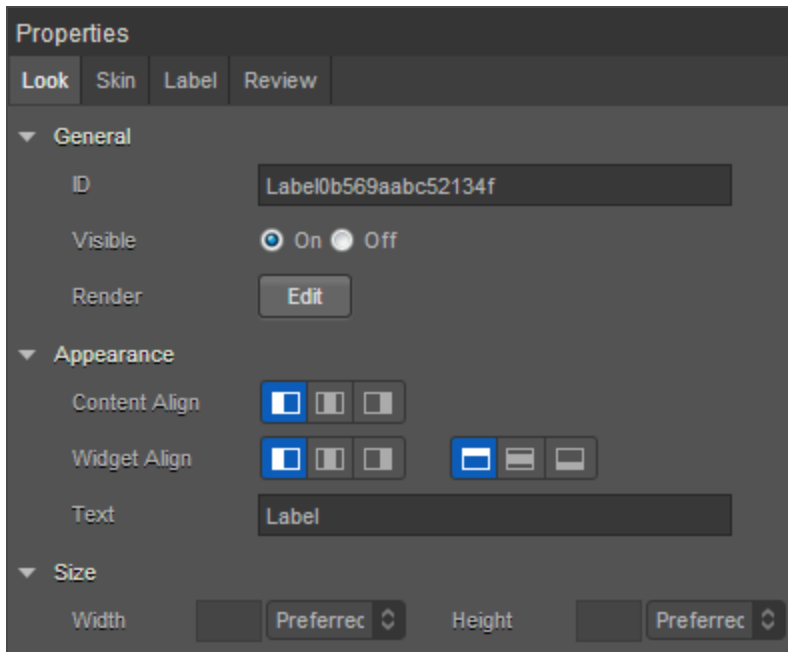 Properties
Look Skin Label Review
General
ID Label0b569aabc52134f
Visible On Off
Render Edit
Appearance
Content Align
Widget Align
Text Label
Size
Width Preferrec Height Preferrec